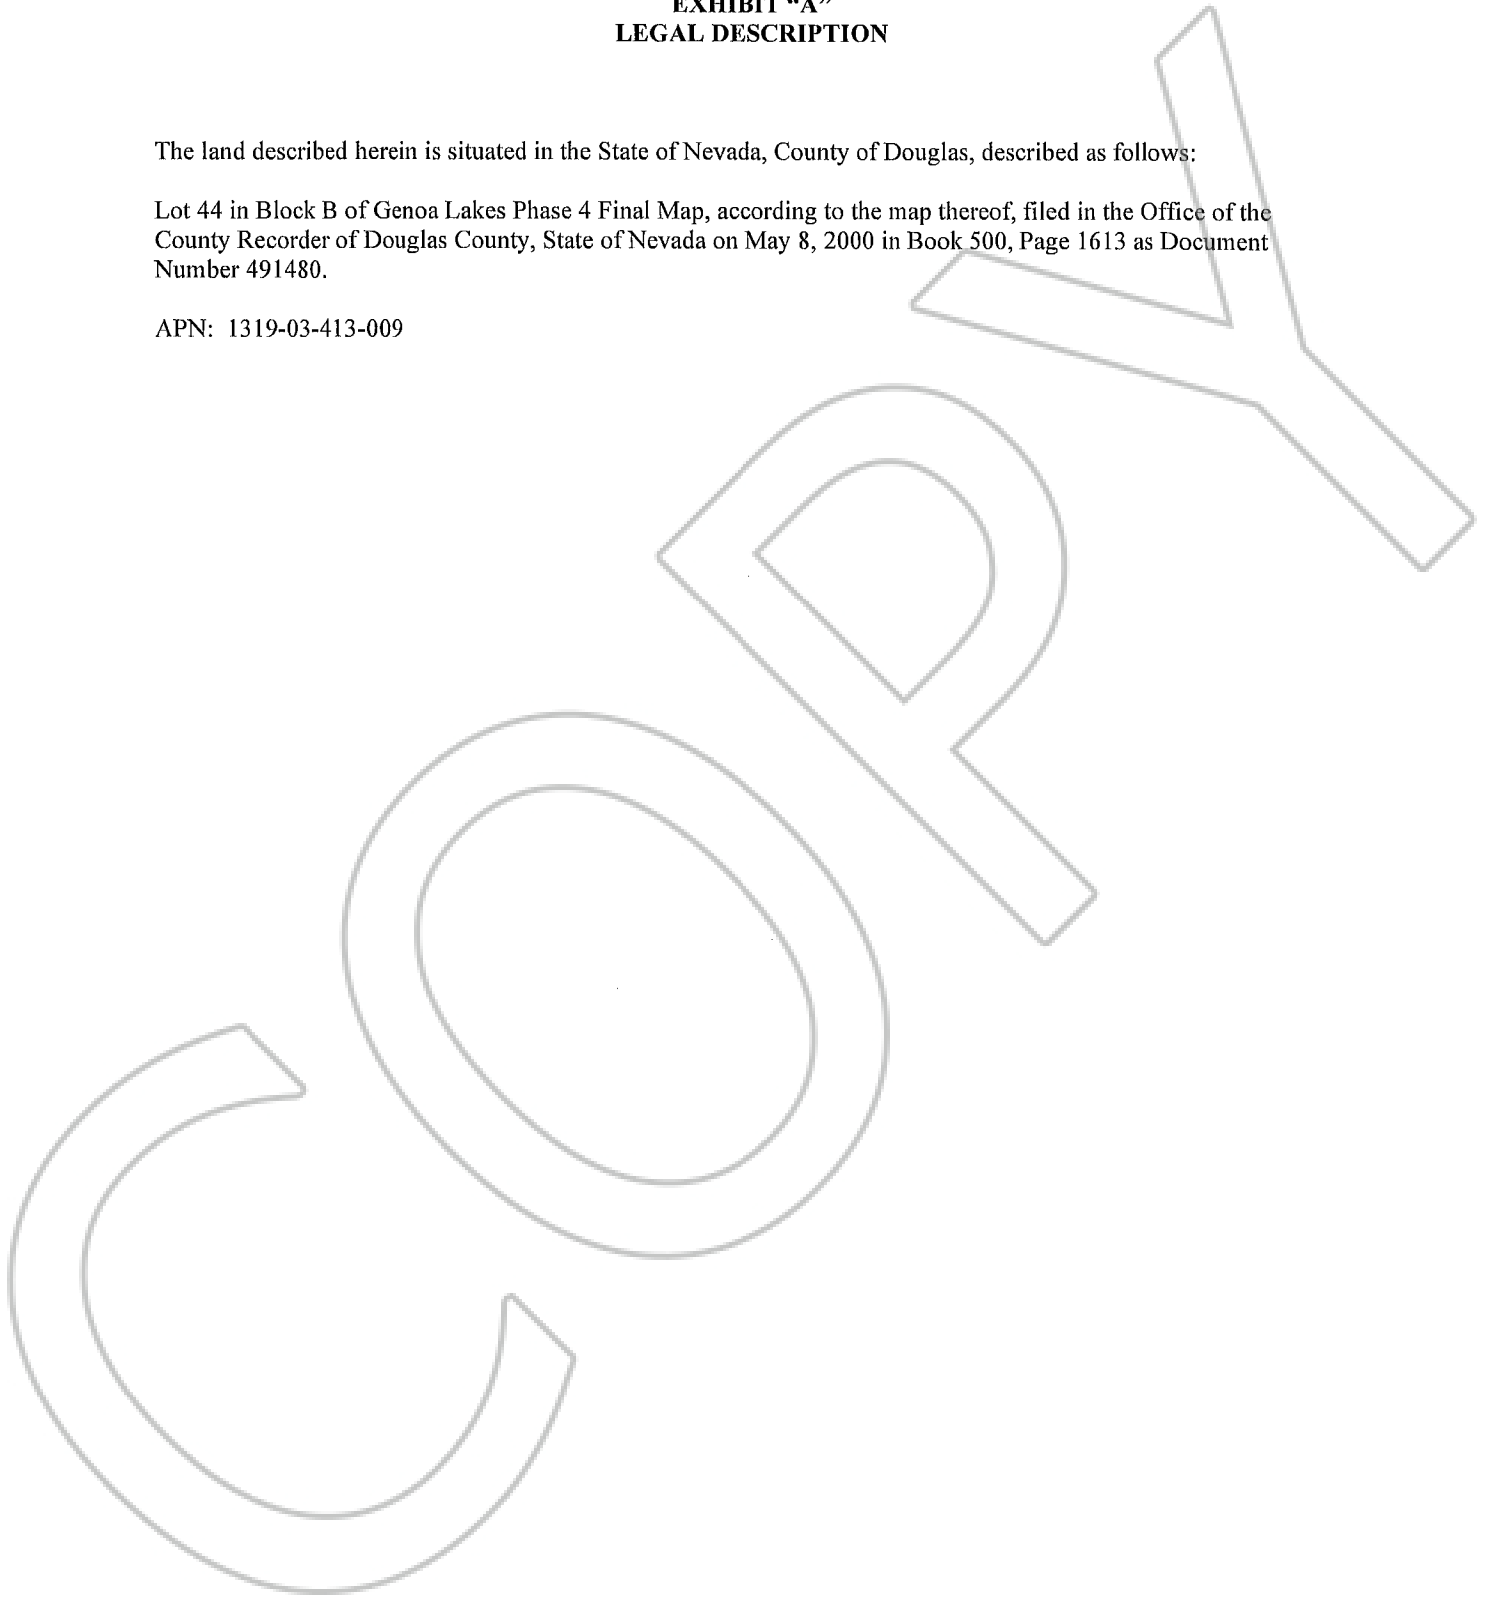 EXHIBIT “A”
LEGAL DESCRIPTION
The land described herein is situated in the State of Nevada, County of Douglas, described as follows:
Lot 44 in Block B of Genoa Lakes Phase 4 Final Map, according to the map thereof, filed in the Office of the
County Recorder of Douglas County, State of Nevada on May 8, 2000 in Book 500, Page 1613 as Document
Number 491480.
APN: 1319-03-413-009
COPY